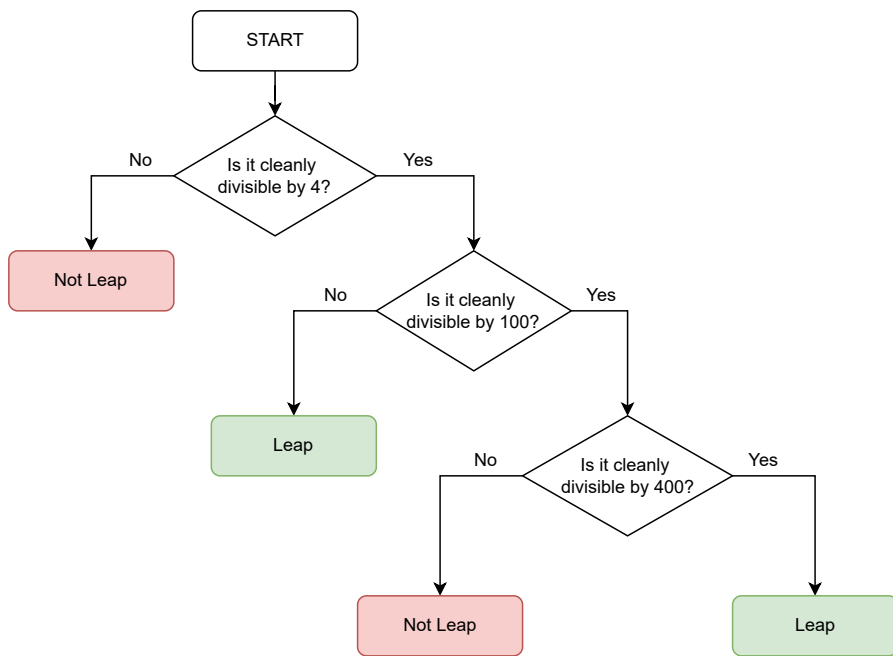 START
No
Is it cleanly
divisible by 4?
Yes
Not Leap
No
Is it cleanly
divisible by 100?
Yes
Leap
No
Is it cleanly
divisible by 400?
Yes
Not Leap
Leap